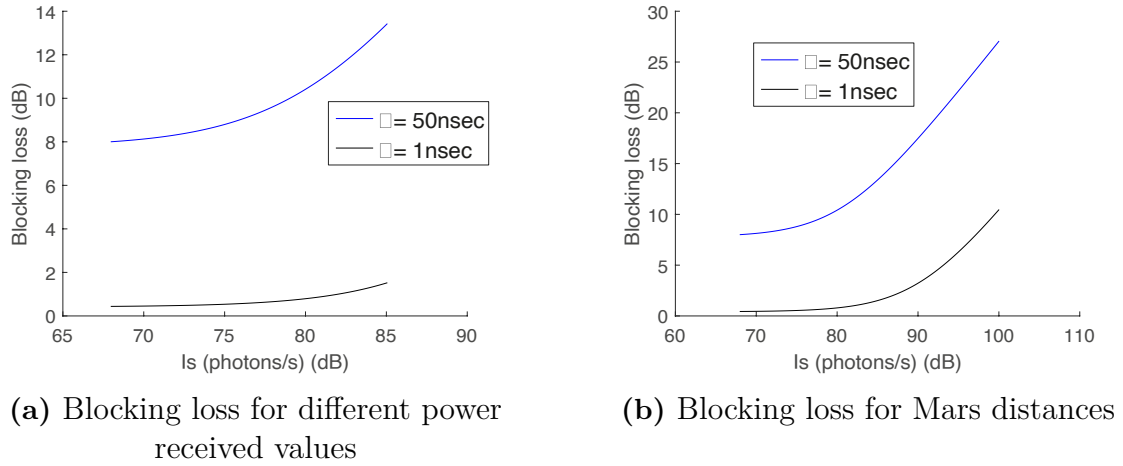 14
12
10
8
6
4
2
0
Blocking loss (dB)
□= 50nsec
□= 1nsec
65 70 75 80 85 90
Is (photons/s) (dB)
(a) Blocking loss for different power
received values
30
25
20
15
10
5
0
Blocking loss (dB)
□= 50nsec
□= 1nsec
60 70 80 90 100 110
Is (photons/s) (dB)
(b) Blocking loss for Mars distances